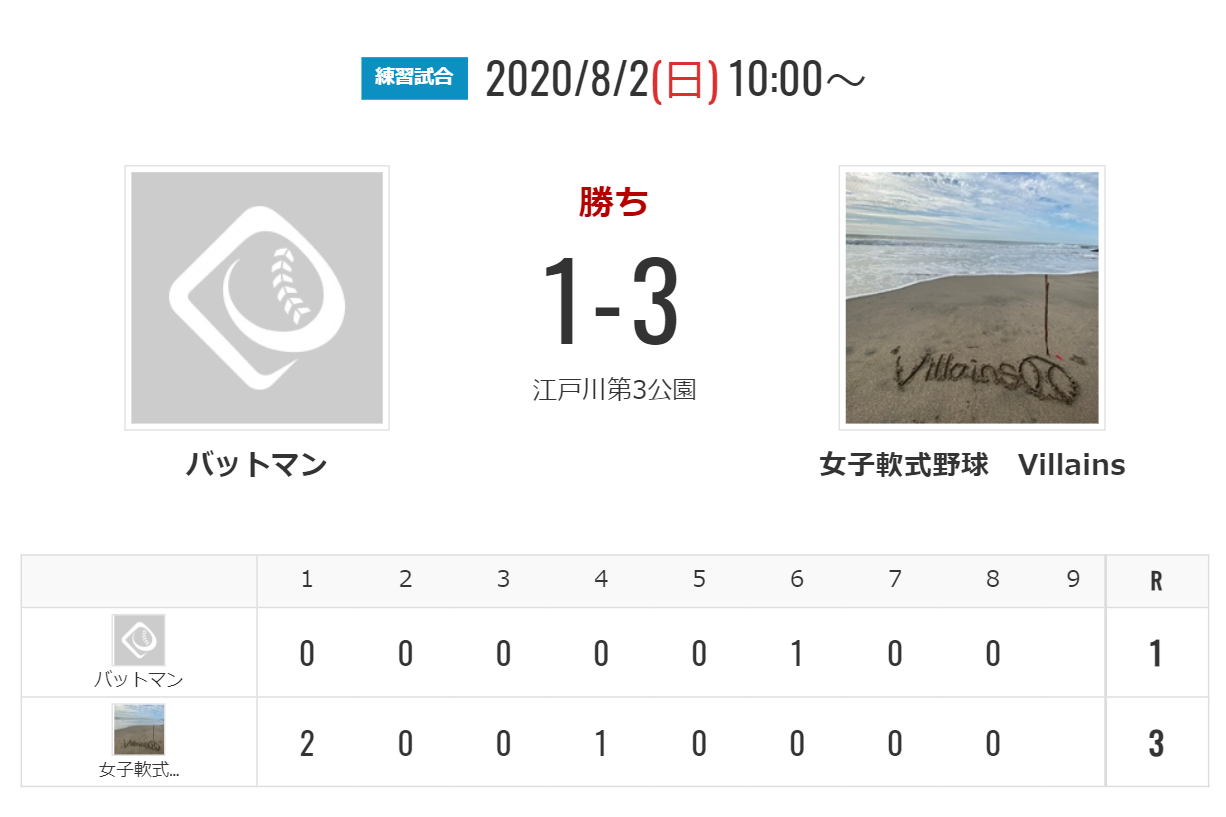 練習試合 2020/8/2(日) 10:00～
勝ち
1-3
江戸川第3公園
バットマン
女子軟式野球　Villains
Villains
1 2 3 4 5 6 7 8 9 R
バットマン 0 0 0 0 0 1 0 0 1
女子軟式... 2 0 0 1 0 0 0 0 3